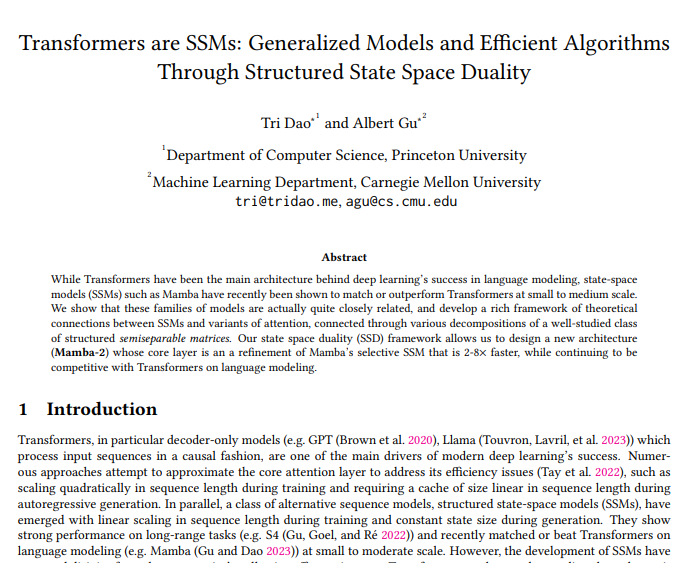 Transformers are SSMs: Generalized Models and Efficient Algorithms
Through Structured State Space Duality
Tri Dao*1 and Albert Gu*2
1Department of Computer Science, Princeton University
2Machine Learning Department, Carnegie Mellon University
tri@tridao.me, agu@cs.cmu.edu
Abstract
While Transformers have been the main architecture behind deep learning's success in language modeling, state-space
models (SSMs) such as Mamba have recently been shown to match or outperform Transformers at small to medium scale.
We show that these families of models are actually quite closely related, and develop a rich framework of theoretical
connections between SSMs and variants of attention, connected through various decompositions of a well-studied class
of structured semiseparable matrices. Our state space duality (SSD) framework allows us to design a new architecture
(Mamba-2) whose core layer is an a refinement of Mamba's selective SSM that is 2-8× faster, while continuing to be
competitive with Transformers on language modeling.
1 Introduction
Transformers, in particular decoder-only models (e.g. GPT (Brown et al. 2020), Llama (Touvron, Lavril, et al. 2023)) which
process input sequences in a causal fashion, are one of the main drivers of modern deep learning's success. Numer-
ous approaches attempt to approximate the core attention layer to address its efficiency issues (Tay et al. 2022), such as
scaling quadratically in sequence length during training and requiring a cache of size linear in sequence length during
autoregressive generation. In parallel, a class of alternative sequence models, structured state-space models (SSMs), have
emerged with linear scaling in sequence length during training and constant state size during generation. They show
strong performance on long-range tasks (e.g. S4 (Gu, Goel, and Ré 2022)) and recently matched or beat Transformers on
language modeling (e.g. Mamba (Gu and Dao 2023)) at small to moderate scale. However, the development of SSMs have